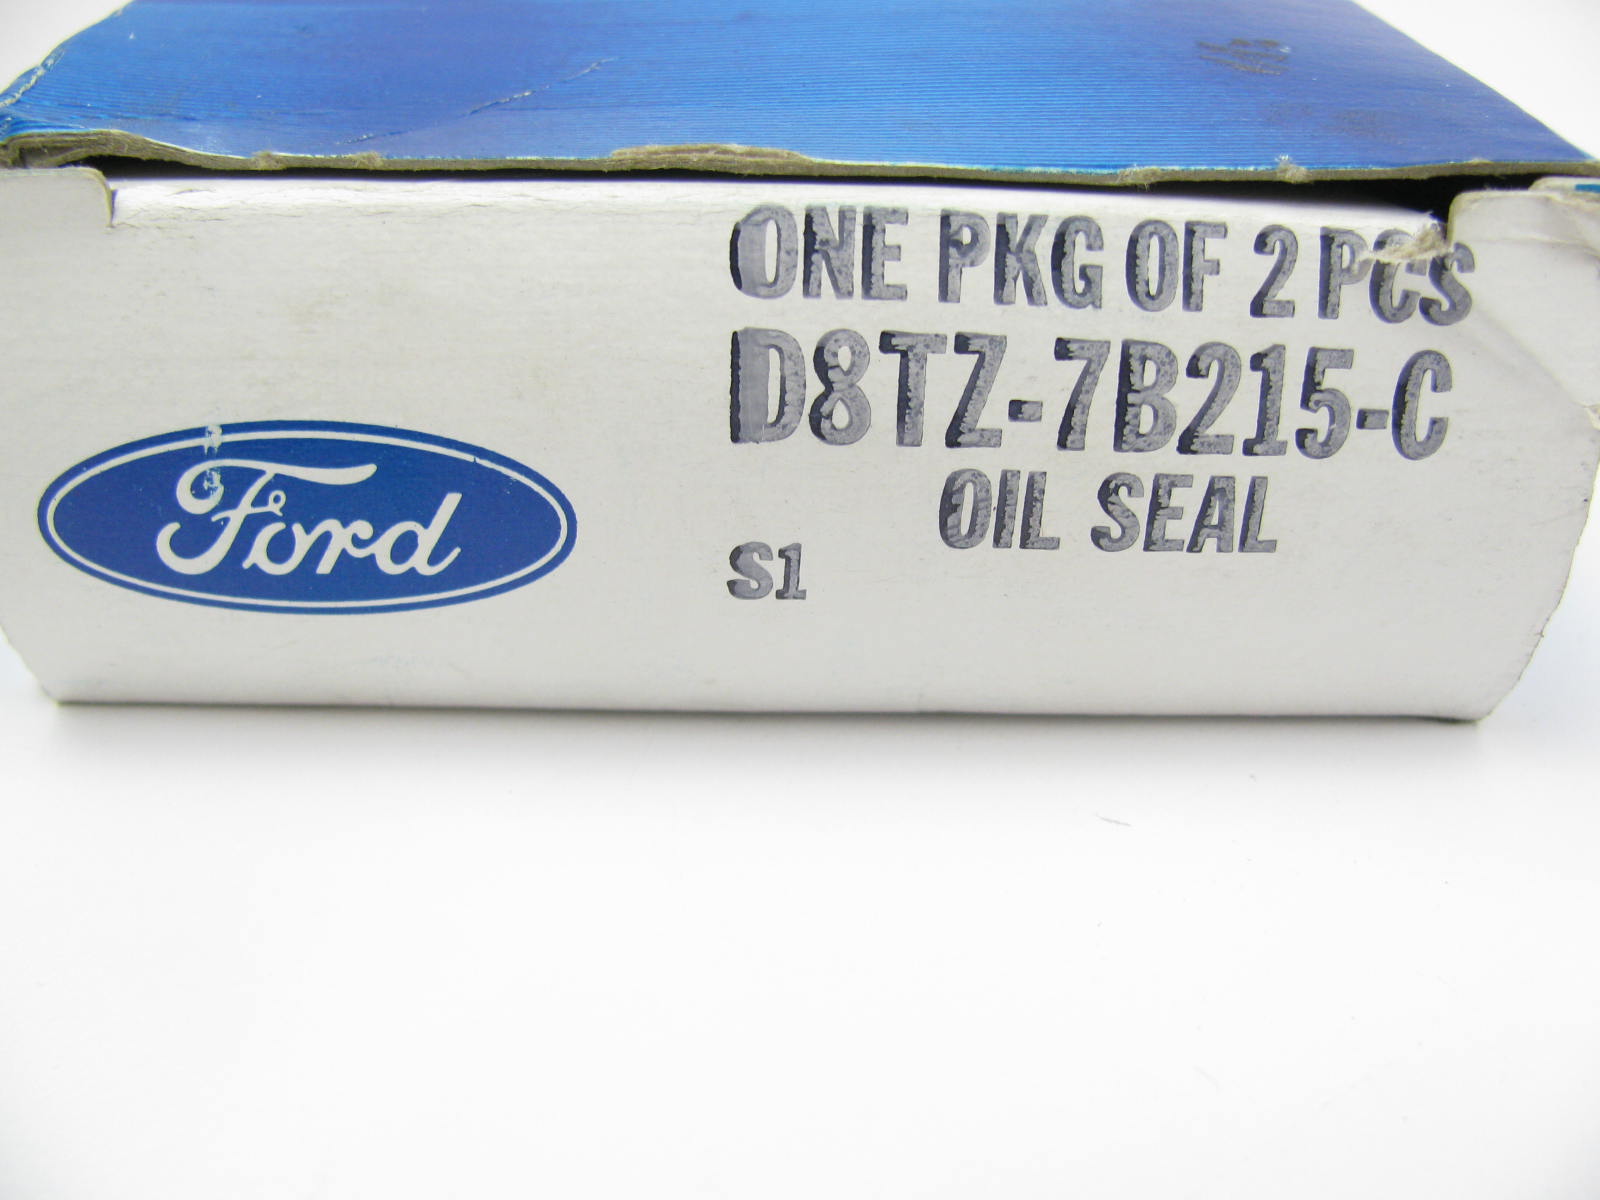 ONE PKG OF 2 PCS
D8TZ-7B215-C
OIL SEAL
S1
Ford